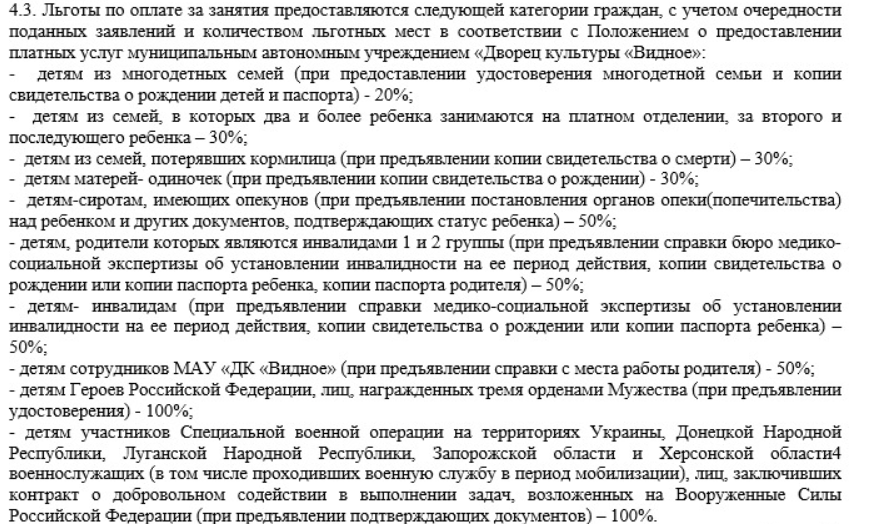 4.3. Льготы по оплате за занятия предоставляются следующей категории граждан, с учетом очередности
поданных заявлений и количеством льготных мест в соответствии с Положением о предоставлении
платных услуг муниципальным автономным учреждением «Дворец культуры «Видное»:
- детям из многодетных семей (при предоставлении удостоверения многодетной семьи и копии
свидетельства о рождении детей и паспорта) - 20%;
- детям из семей, в которых два и более ребенка занимаются на платном отделении, за второго и
последующего ребенка – 30%;
- детям из семей, потерявших кормилица (при предъявлении копии свидетельства о смерти) – 30%;
- детям матерей- одиночек (при предъявлении копии свидетельства о рождении) - 30%;
- детям-сиротам, имеющих опекунов (при предъявлении постановления органов опеки(попечительства)
над ребенком и других документов, подтверждающих статус ребенка) – 50%;
- детям, родители которых являются инвалидами 1 и 2 группы (при предъявлении справки бюро медико-
социальной экспертизы об установлении инвалидности на ее период действия, копии свидетельства о
рождении или копии паспорта ребенка, копии паспорта родителя) – 50%;
- детям- инвалидам (при предъявлении справки медико-социальной экспертизы об установлении
инвалидности на ее период действия, копии свидетельства о рождении или копии паспорта ребенка) –
50%;
- детям сотрудников МАУ «ДК «Видное» (при предъявлении справки с места работы родителя) - 50%;
- детям Героев Российской Федерации, лиц, награжденных тремя орденами Мужества (при предъявлении
удостоверения) - 100%;
- детям участников Специальной военной операции на территориях Украины, Донецкой Народной
Республики, Луганской Народной Республики, Запорожской области и Херсонской области4
военнослужащих (в том числе проходивших военную службу в период мобилизации), лиц, заключивших
контракт о добровольном содействии в выполнении задач, возложенных на Вооруженные Силы
Российской Федерации (при предъявлении подтверждающих документов) – 100%.